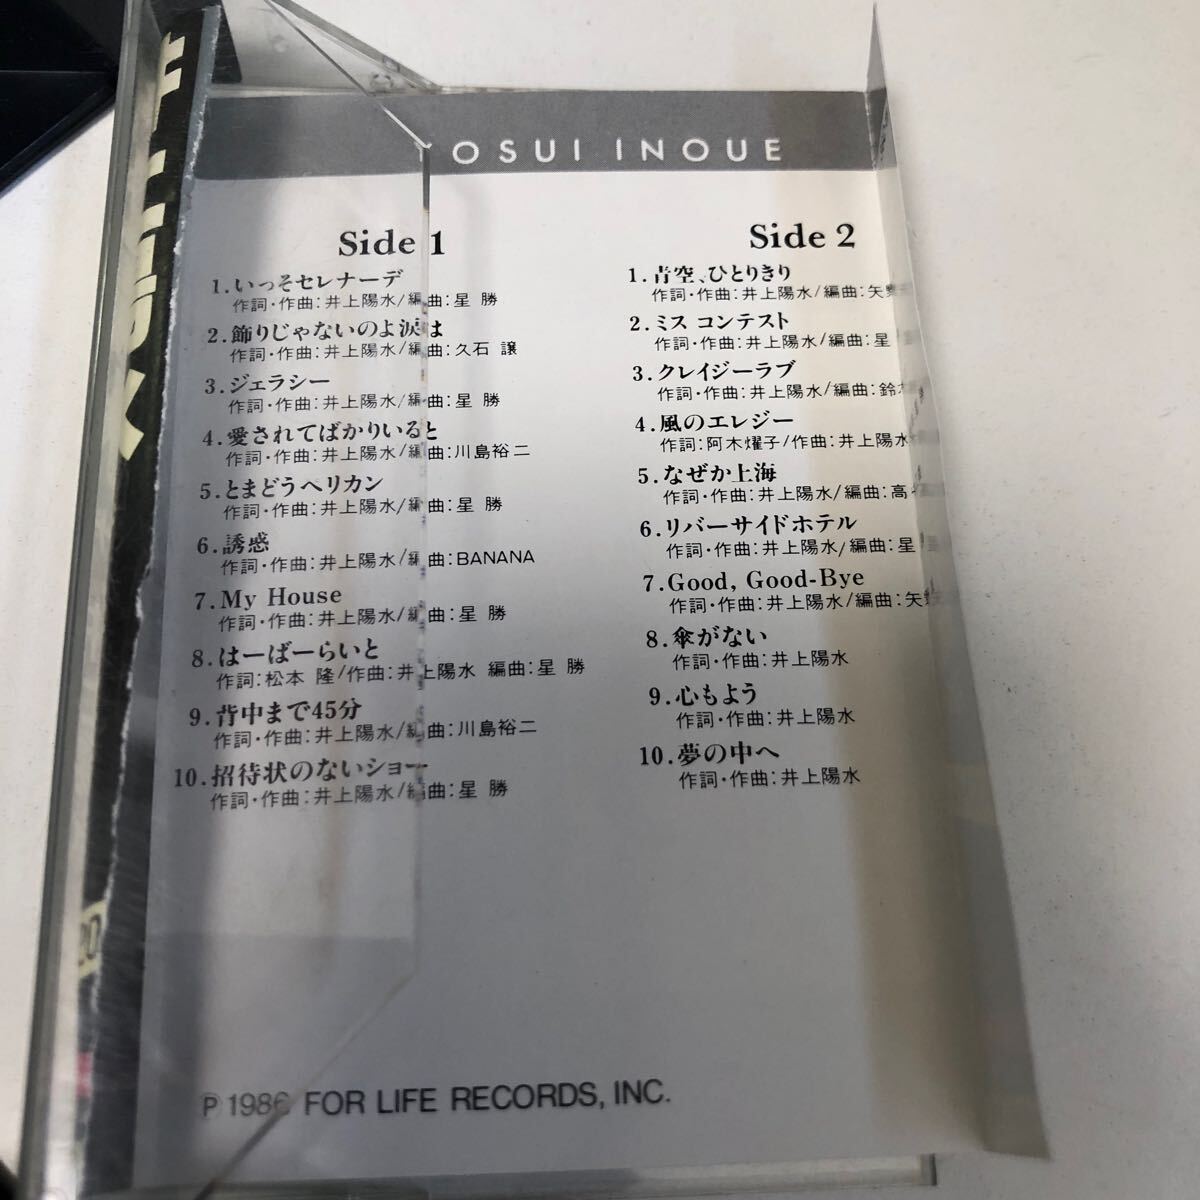 OSUI INOUE
Side 1
1.いっそセレナーデ
作詞・作曲:井上陽水/編曲:星 勝
2.飾りじゃないのよ涙は
作詞・作曲:井上陽水/編曲:久石 譲
3.ジェラシー
作詞・作曲:井上陽水/編曲:星 勝
4.愛されてばかりいると
作詞・作曲:井上陽水/編曲:川島裕二
5.とまどうペリカン
作詞・作曲:井上陽水/編曲:星 勝
6.誘惑
作詞・作曲:井上陽水/編曲:BANANA
7.My House
作詞・作曲:井上陽水/編曲:星 勝
8.はーばーらいと
作詞:松本 隆/作曲:井上陽水 編曲:星 勝
9.背中まで45分
作詞・作曲:井上陽水/編曲:川島裕二
10.招待状のないショー
作詞・作曲:井上陽水/編曲:星 勝
Side 2
1.青空、ひとりきり
作詞・作曲:井上陽水/編曲:矢
2.ミス コンテスト
作詞・作曲:井上陽水/編曲:星
3.クレイジーラブ
作詞・作曲:井上陽水/編曲:鈴
4.風のエレジー
作詞:阿木燿子/作曲:井上陽水
5.なぜか上海
作詞・作曲:井上陽水/編曲:高
6.リバーサイドホテル
作詞・作曲:井上陽水/編曲:星
7.Good, Good-Bye
作詞・作曲:井上陽水/編曲:矢
8.傘がない
作詞・作曲:井上陽水
9.心もよう
作詞・作曲:井上陽水
10.夢の中へ
作詞・作曲:井上陽水
℗ 1986 FOR LIFE RECORDS, INC.